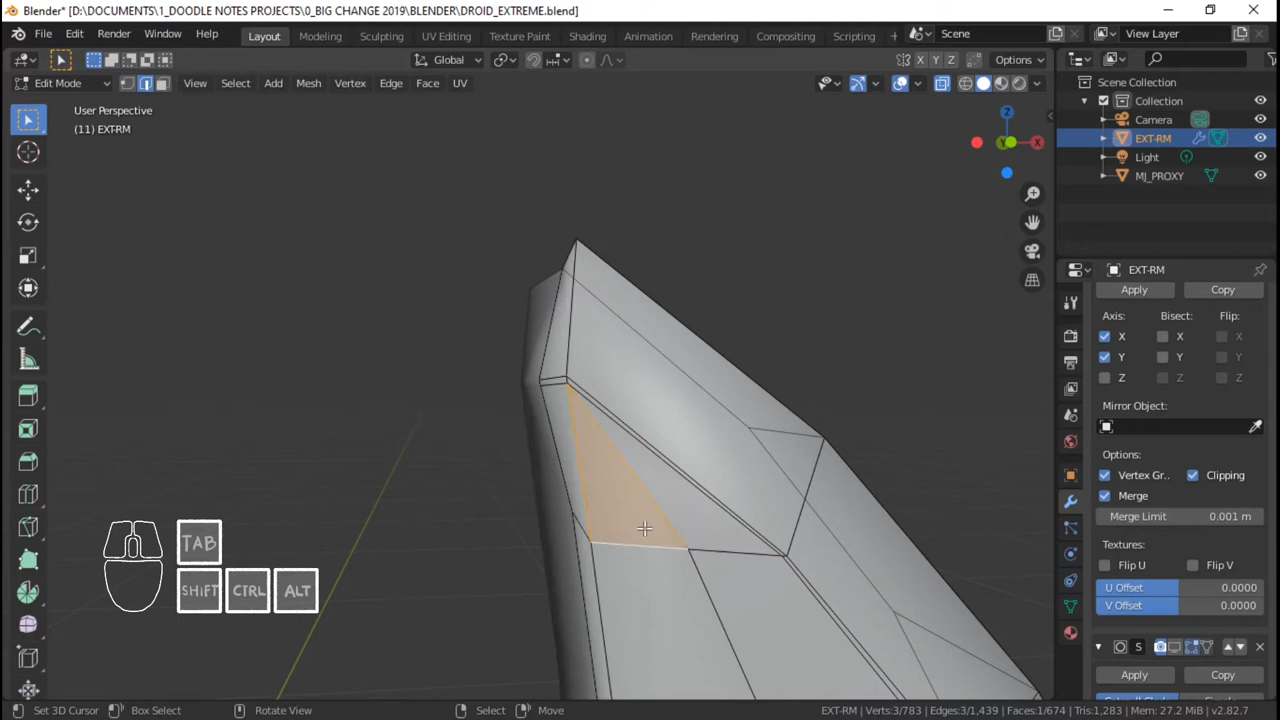 Blender* [D:\DOCUMENTS\1_DOODLE NOTES PROJECTS\0_BIG CHANGE 2019\BLENDER\DROID_EXTREME.blend]
File Edit Render Window Help Layout Modeling Sculpting UV Editing Texture Paint Shading Animation Rendering Compositing Scripting + Scene View Layer
Global X Y Z Options
Edit Mode View Select Add Mesh Vertex Edge Face UV
User Perspective
(11) EXT-RM
Z
Y X
Scene Collection
Collection
Camera
EXT-RM
Light
MJ_PROXY
EXT-RM
Apply Copy
Axis: Bisect: Flip:
X X X
Y Y Y
Z Z Z
Mirror Object:
Options:
Vertex Gr.. Clipping
Merge
Merge Limit 0.001 m
Textures:
Flip U Flip V
U Offset 0.0000
V Offset 0.0000
S
Apply Copy
TAB
SHIFT CTRL ALT
Set 3D Cursor Box Select Rotate View Select Move EXT-RM | Verts:3/783 | Edges:3/1,439 | Faces:1/674 | Tris:1,283 | Mem: 27.2 MiB | v2.82.7